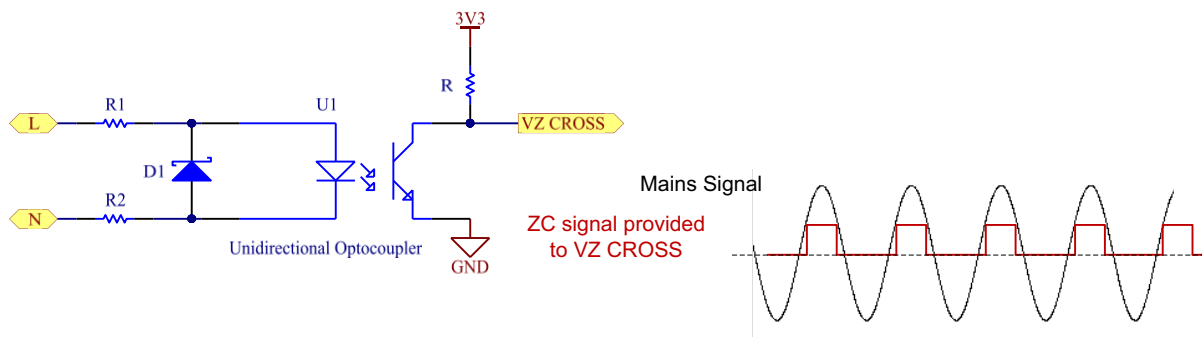 3V3
R
R1
U1
L
VZ CROSS
D1
R2
N
Unidirectional Optocoupler
GND
Mains Signal
ZC signal provided
to VZ CROSS